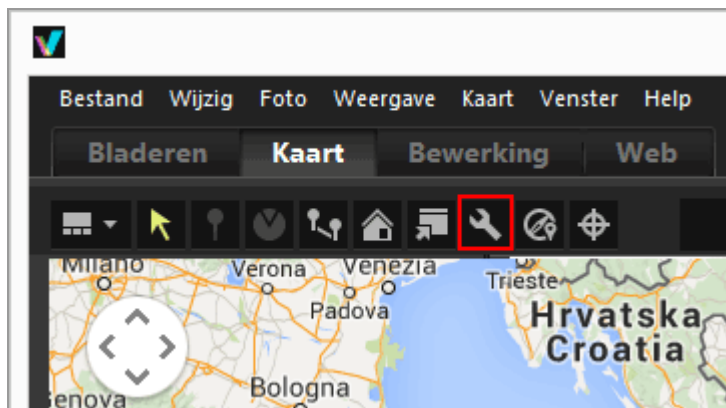 Bestand Wijzig Foto Weergave Kaart Venster Help
Bladeren Kaart Bewerking Web
Milano Verona Venezia Trieste
Padova Hrvatska
Croatia
Bologna
enova